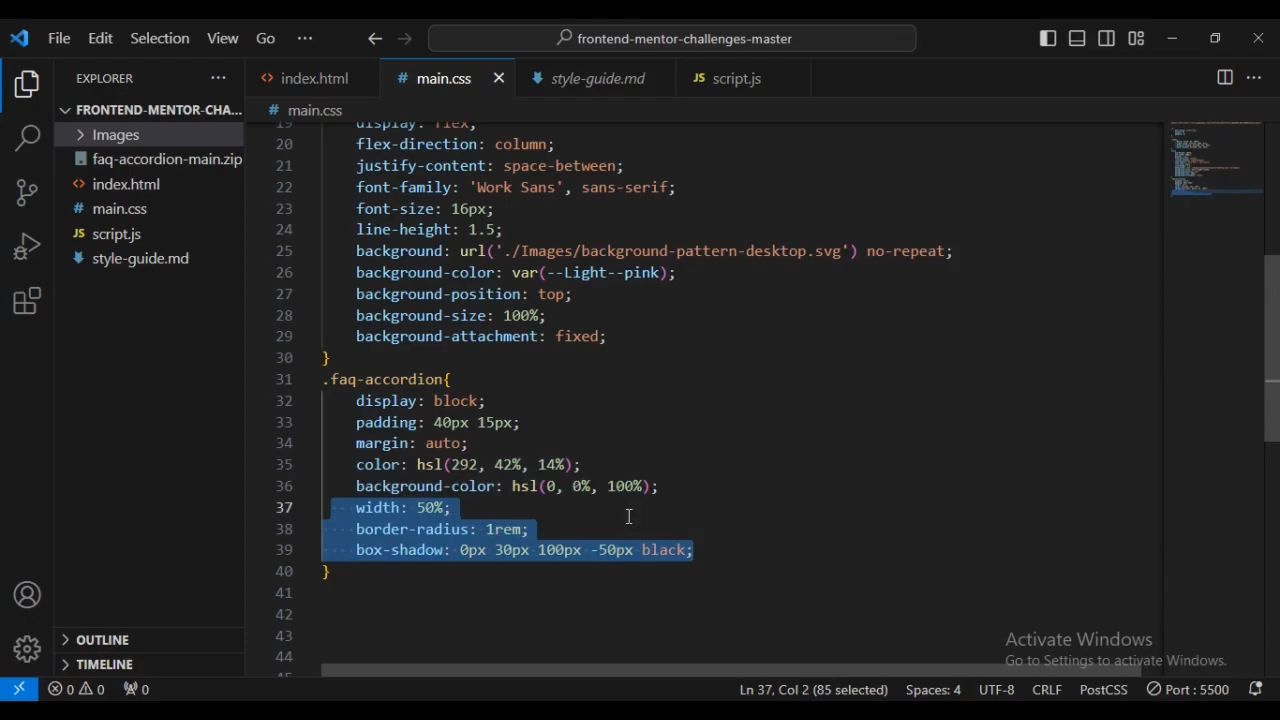 File Edit Selection View Go ··· frontend-mentor-challenges-master
EXPLORER ···
index.html main.css style-guide.md JS script.js ···
FRONTEND-MENTOR-CHA...
# main.css
Images
faq-accordion-main.zip
<> index.html
# main.css
JS script.js
style-guide.md
19 display: flex;
20 flex-direction: column;
21 justify-content: space-between;
22 font-family: 'Work Sans', sans-serif;
23 font-size: 16px;
24 line-height: 1.5;
25 background: url('./Images/background-pattern-desktop.svg') no-repeat;
26 background-color: var(--Light--pink);
27 background-position: top;
28 background-size: 100%;
29 background-attachment: fixed;
30 }
31 .faq-accordion{
32 display: block;
33 padding: 40px 15px;
34 margin: auto;
35 color: hsl(292, 42%, 14%);
36 background-color: hsl(0, 0%, 100%);
37 width: 50%;
38 border-radius: 1rem;
39 box-shadow: 0px 30px 100px -50px black;
40 }
41
42
43
44
OUTLINE
TIMELINE
Activate Windows
Go to Settings to activate Windows.
0 0 0 Ln 37, Col 2 (85 selected) Spaces: 4 UTF-8 CRLF PostCSS Port : 5500